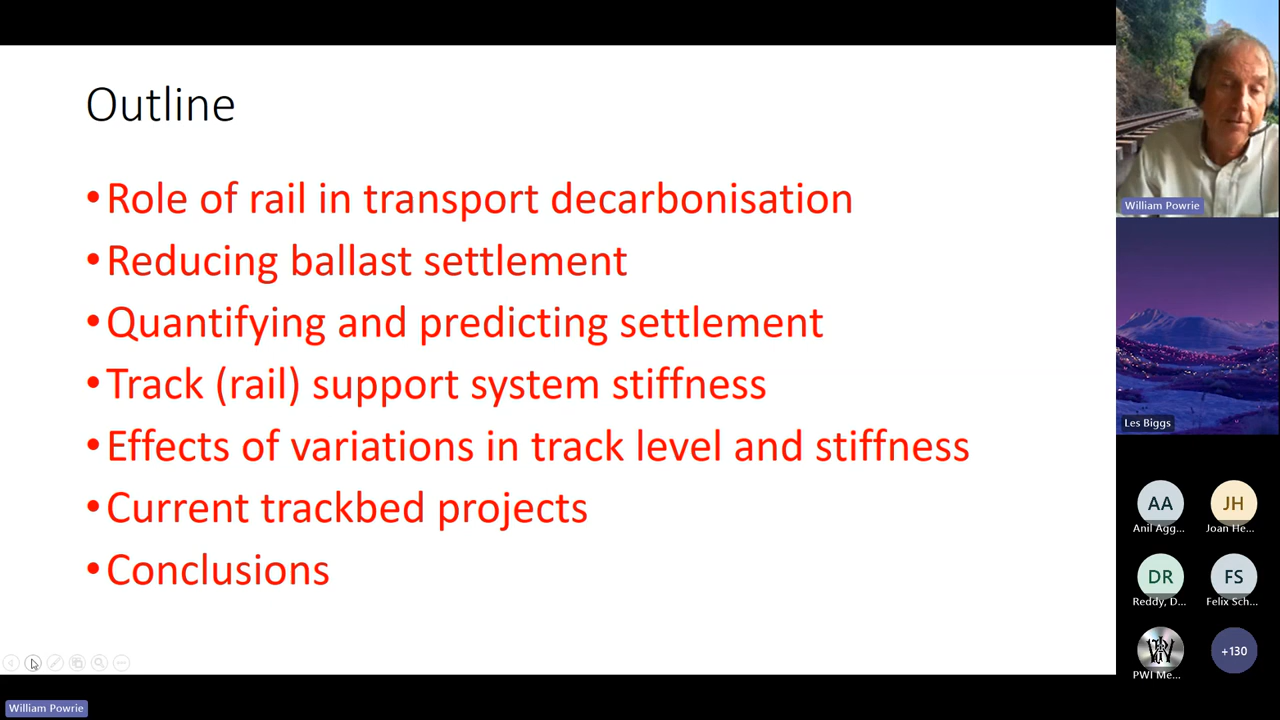 Outline
•Role of rail in transport decarbonisation
•Reducing ballast settlement
•Quantifying and predicting settlement
•Track (rail) support system stiffness
•Effects of variations in track level and stiffness
•Current trackbed projects
•Conclusions
William Powrie
Les Biggs
AA
JH
Anil Agg...
Joan He...
DR
FS
Reddy, D...
Felix Sch...
+130
PWI Me...
William Powrie